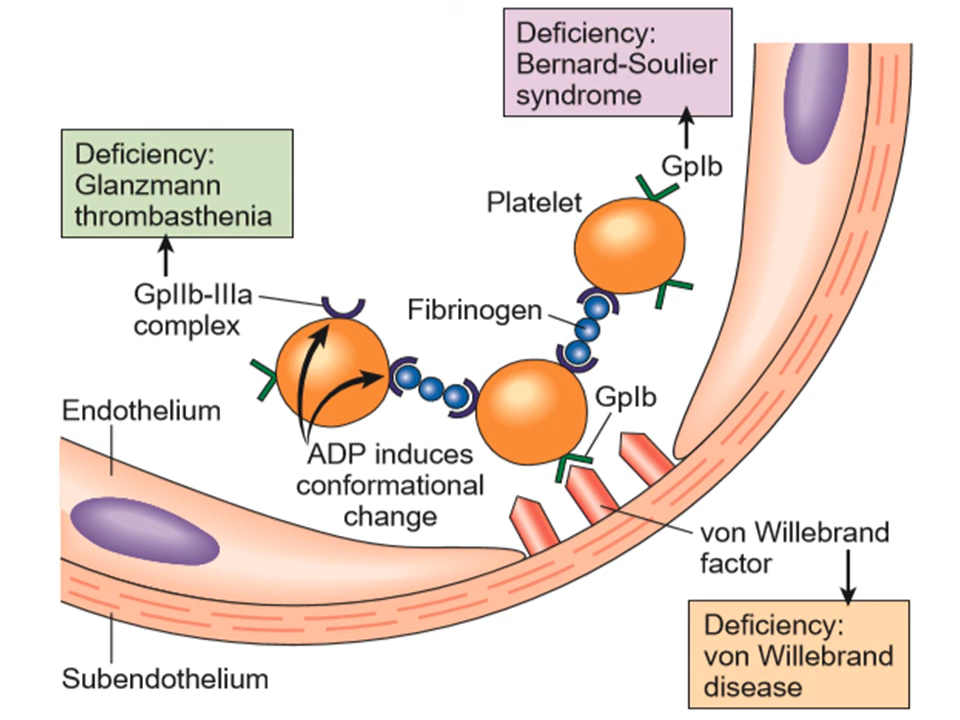 Deficiency:
Bernard-Soulier
syndrome
Deficiency:
Glanzmann
thrombasthenia
GpIb
Platelet
GpIIb-IIIa
complex
Fibrinogen
Endothelium
GpIb
ADP induces
conformational
change
von Willebrand
factor
Deficiency:
von Willebrand
disease
Subendothelium